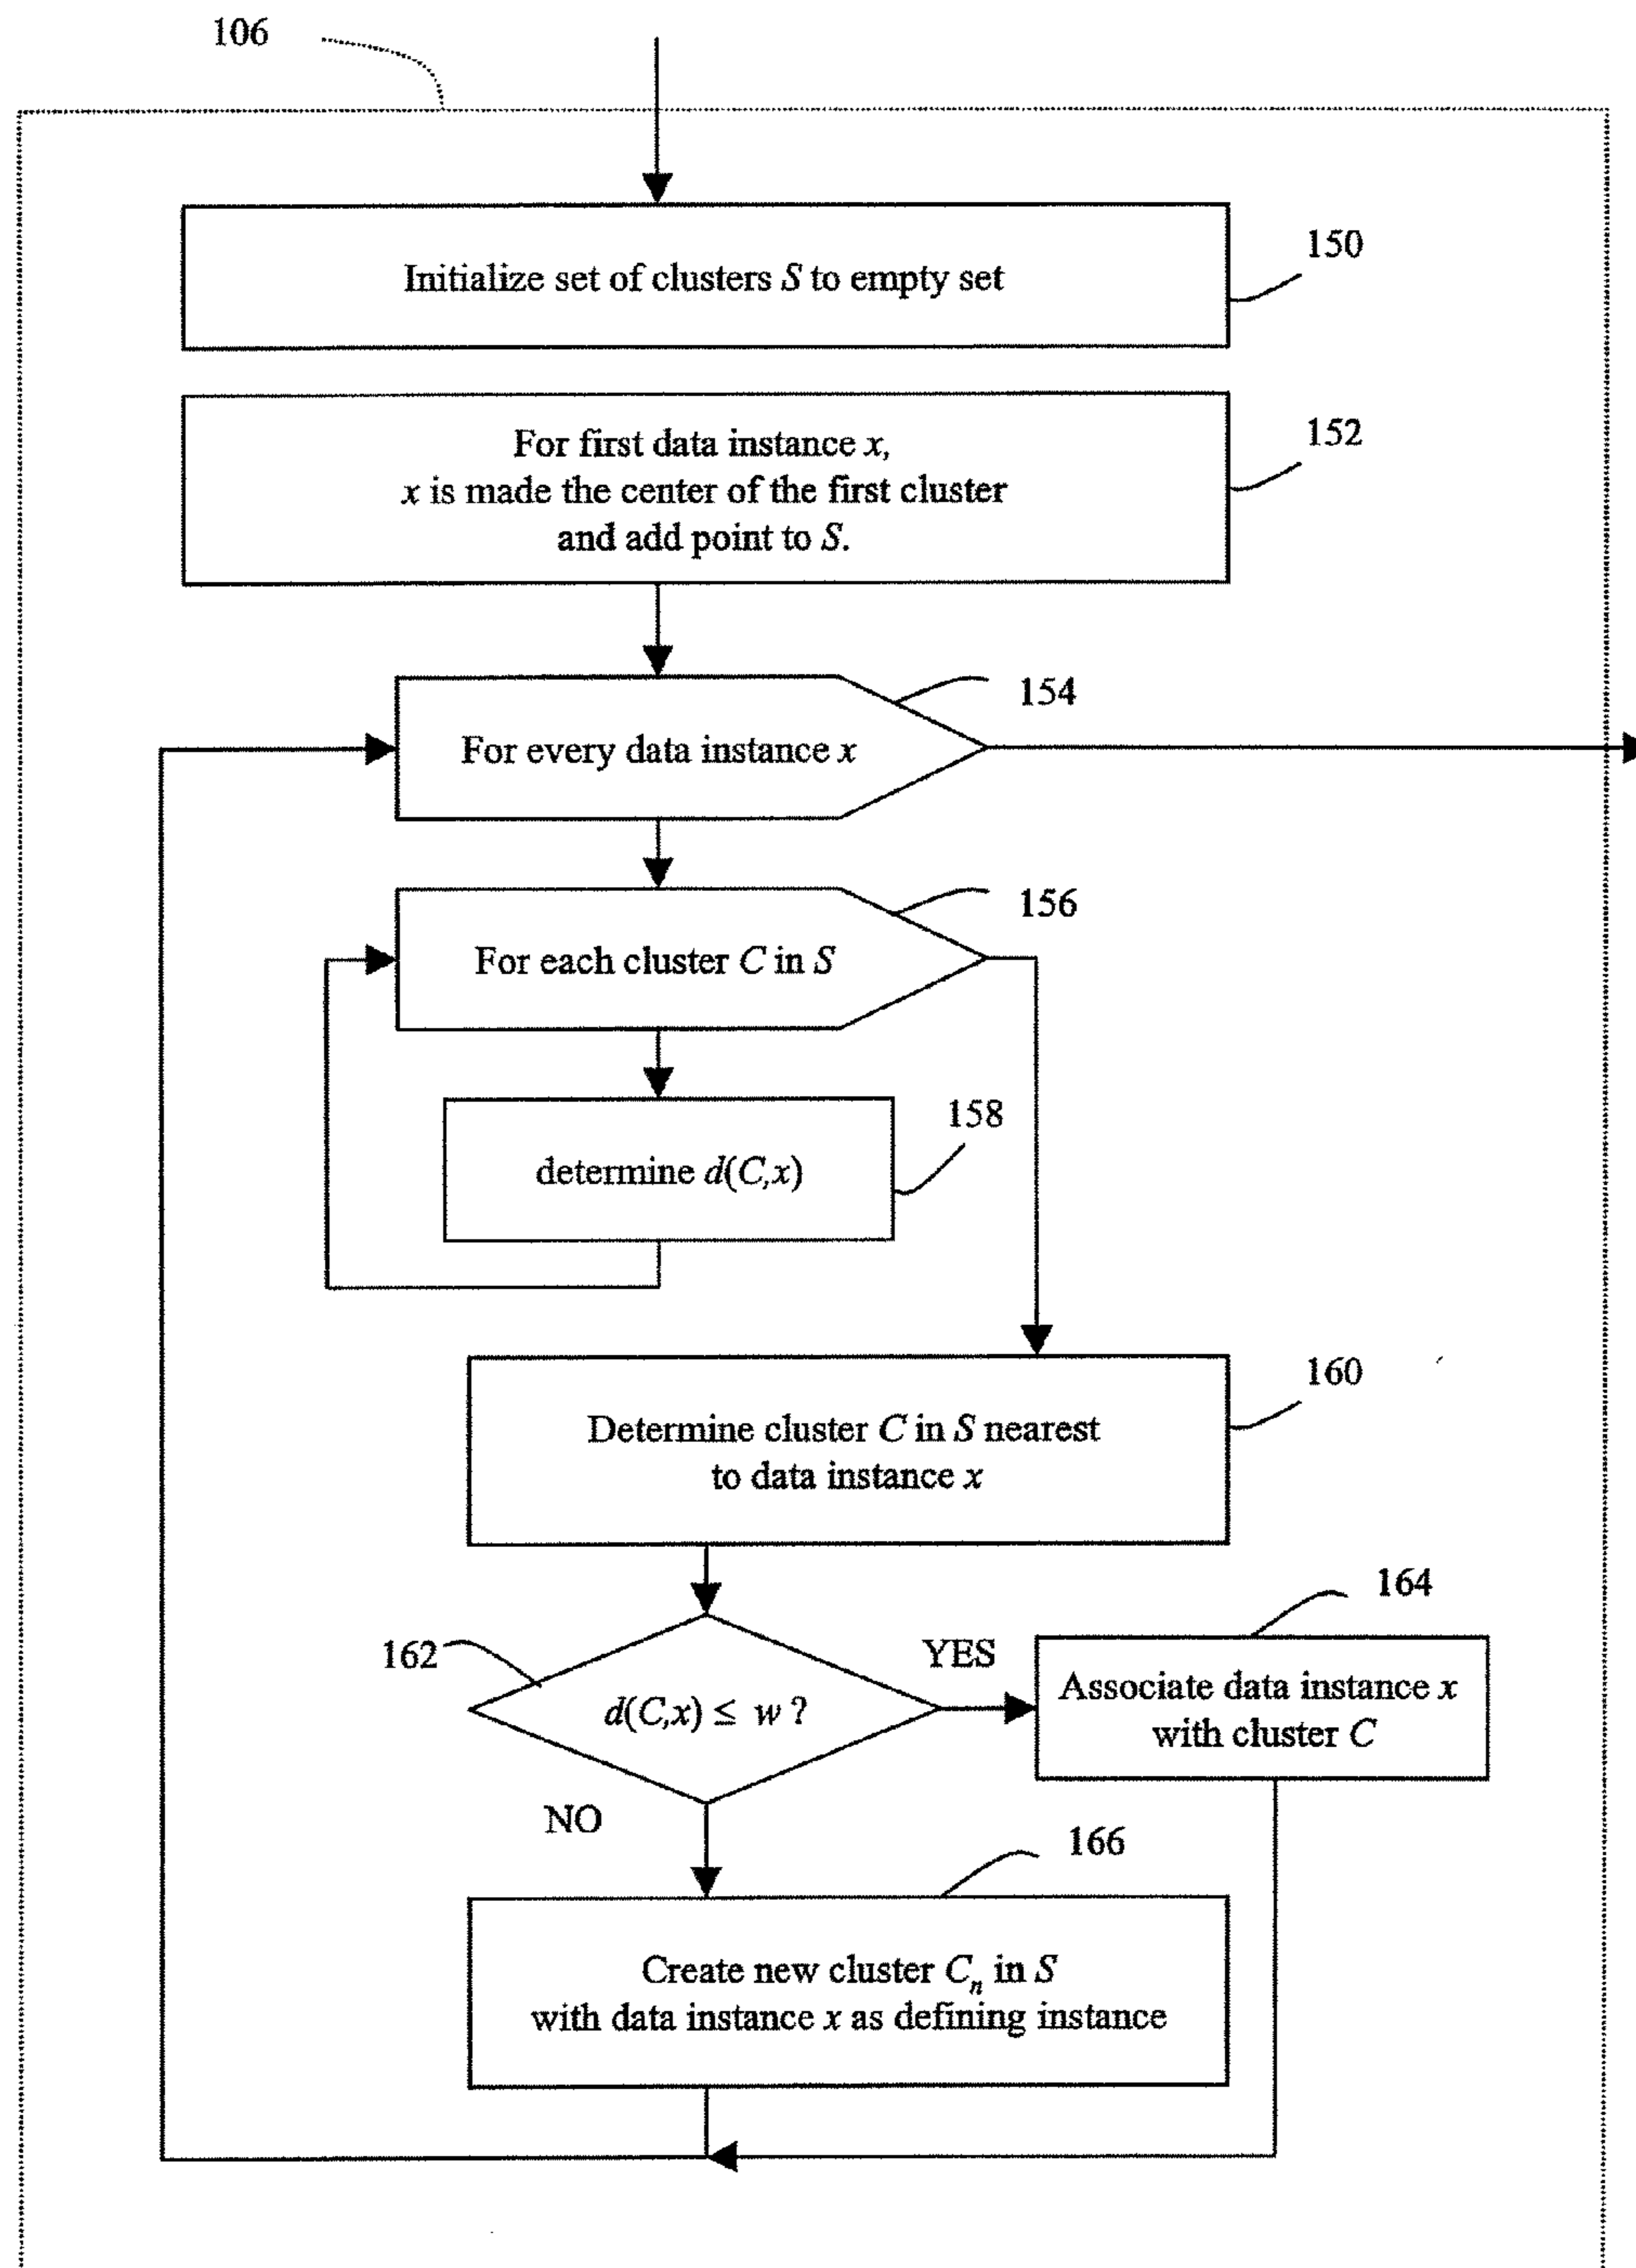 106
Initialize set of clusters S to empty set
150
For first data instance x,
x is made the center of the first cluster
and add point to S.
152
For every data instance x
154
For each cluster C in S
156
determine d(C,x)
158
Determine cluster C in S nearest
to data instance x
160
162
d(C,x) ≤ w ?
YES
NO
164
Associate data instance x
with cluster C
166
Create new cluster Cₙ in S
with data instance x as defining instance